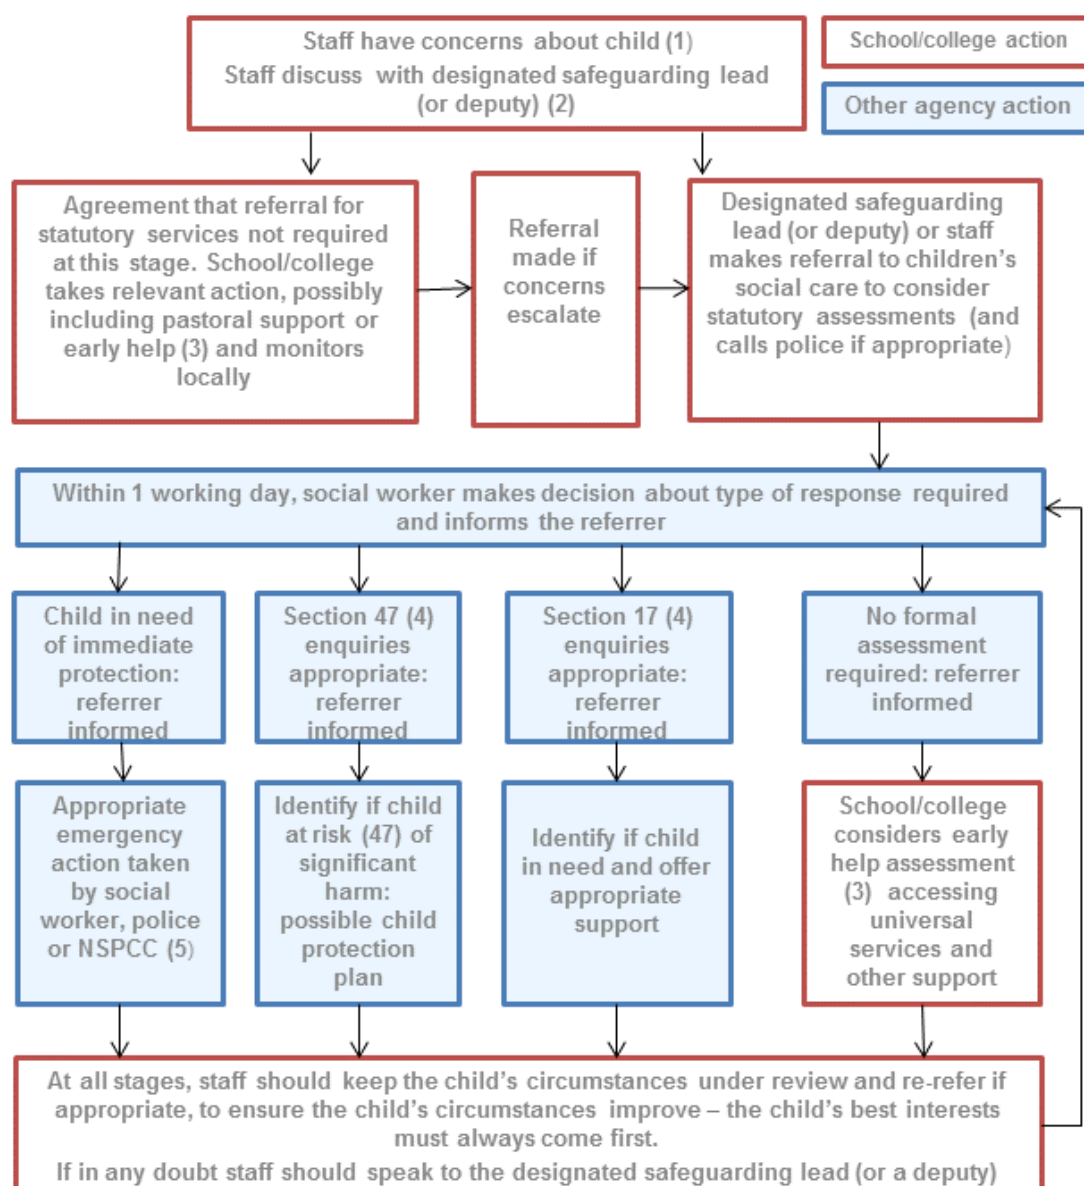 Staff have concerns about child (1)
Staff discuss with designated safeguarding lead
(or deputy) (2)
School/college action
Other agency action
Agreement that referral for
statutory services not required
at this stage. School/college
takes relevant action, possibly
including pastoral support or
early help (3) and monitors
locally
Referral
made if
concerns
escalate
Designated safeguarding
lead (or deputy) or staff
makes referral to children's
social care to consider
statutory assessments (and
calls police if appropriate)
Within 1 working day, social worker makes decision about type of response required
and informs the referrer
Child in need
of immediate
protection:
referrer
informed
Section 47 (4)
enquiries
appropriate:
referrer
informed
Section 17 (4)
enquiries
appropriate:
referrer
informed
No formal
assessment
required: referrer
informed
Appropriate
emergency
action taken
by social
worker, police
or NSPCC (5)
Identify if child
at risk (47) of
significant
harm:
possible child
protection
plan
Identify if child
in need and offer
appropriate
support
School/college
considers early
help assessment
(3) accessing
universal
services and
other support
At all stages, staff should keep the child's circumstances under review and re-refer if
appropriate, to ensure the child's circumstances improve – the child's best interests
must always come first.
If in any doubt staff should speak to the designated safeguarding lead (or a deputy)